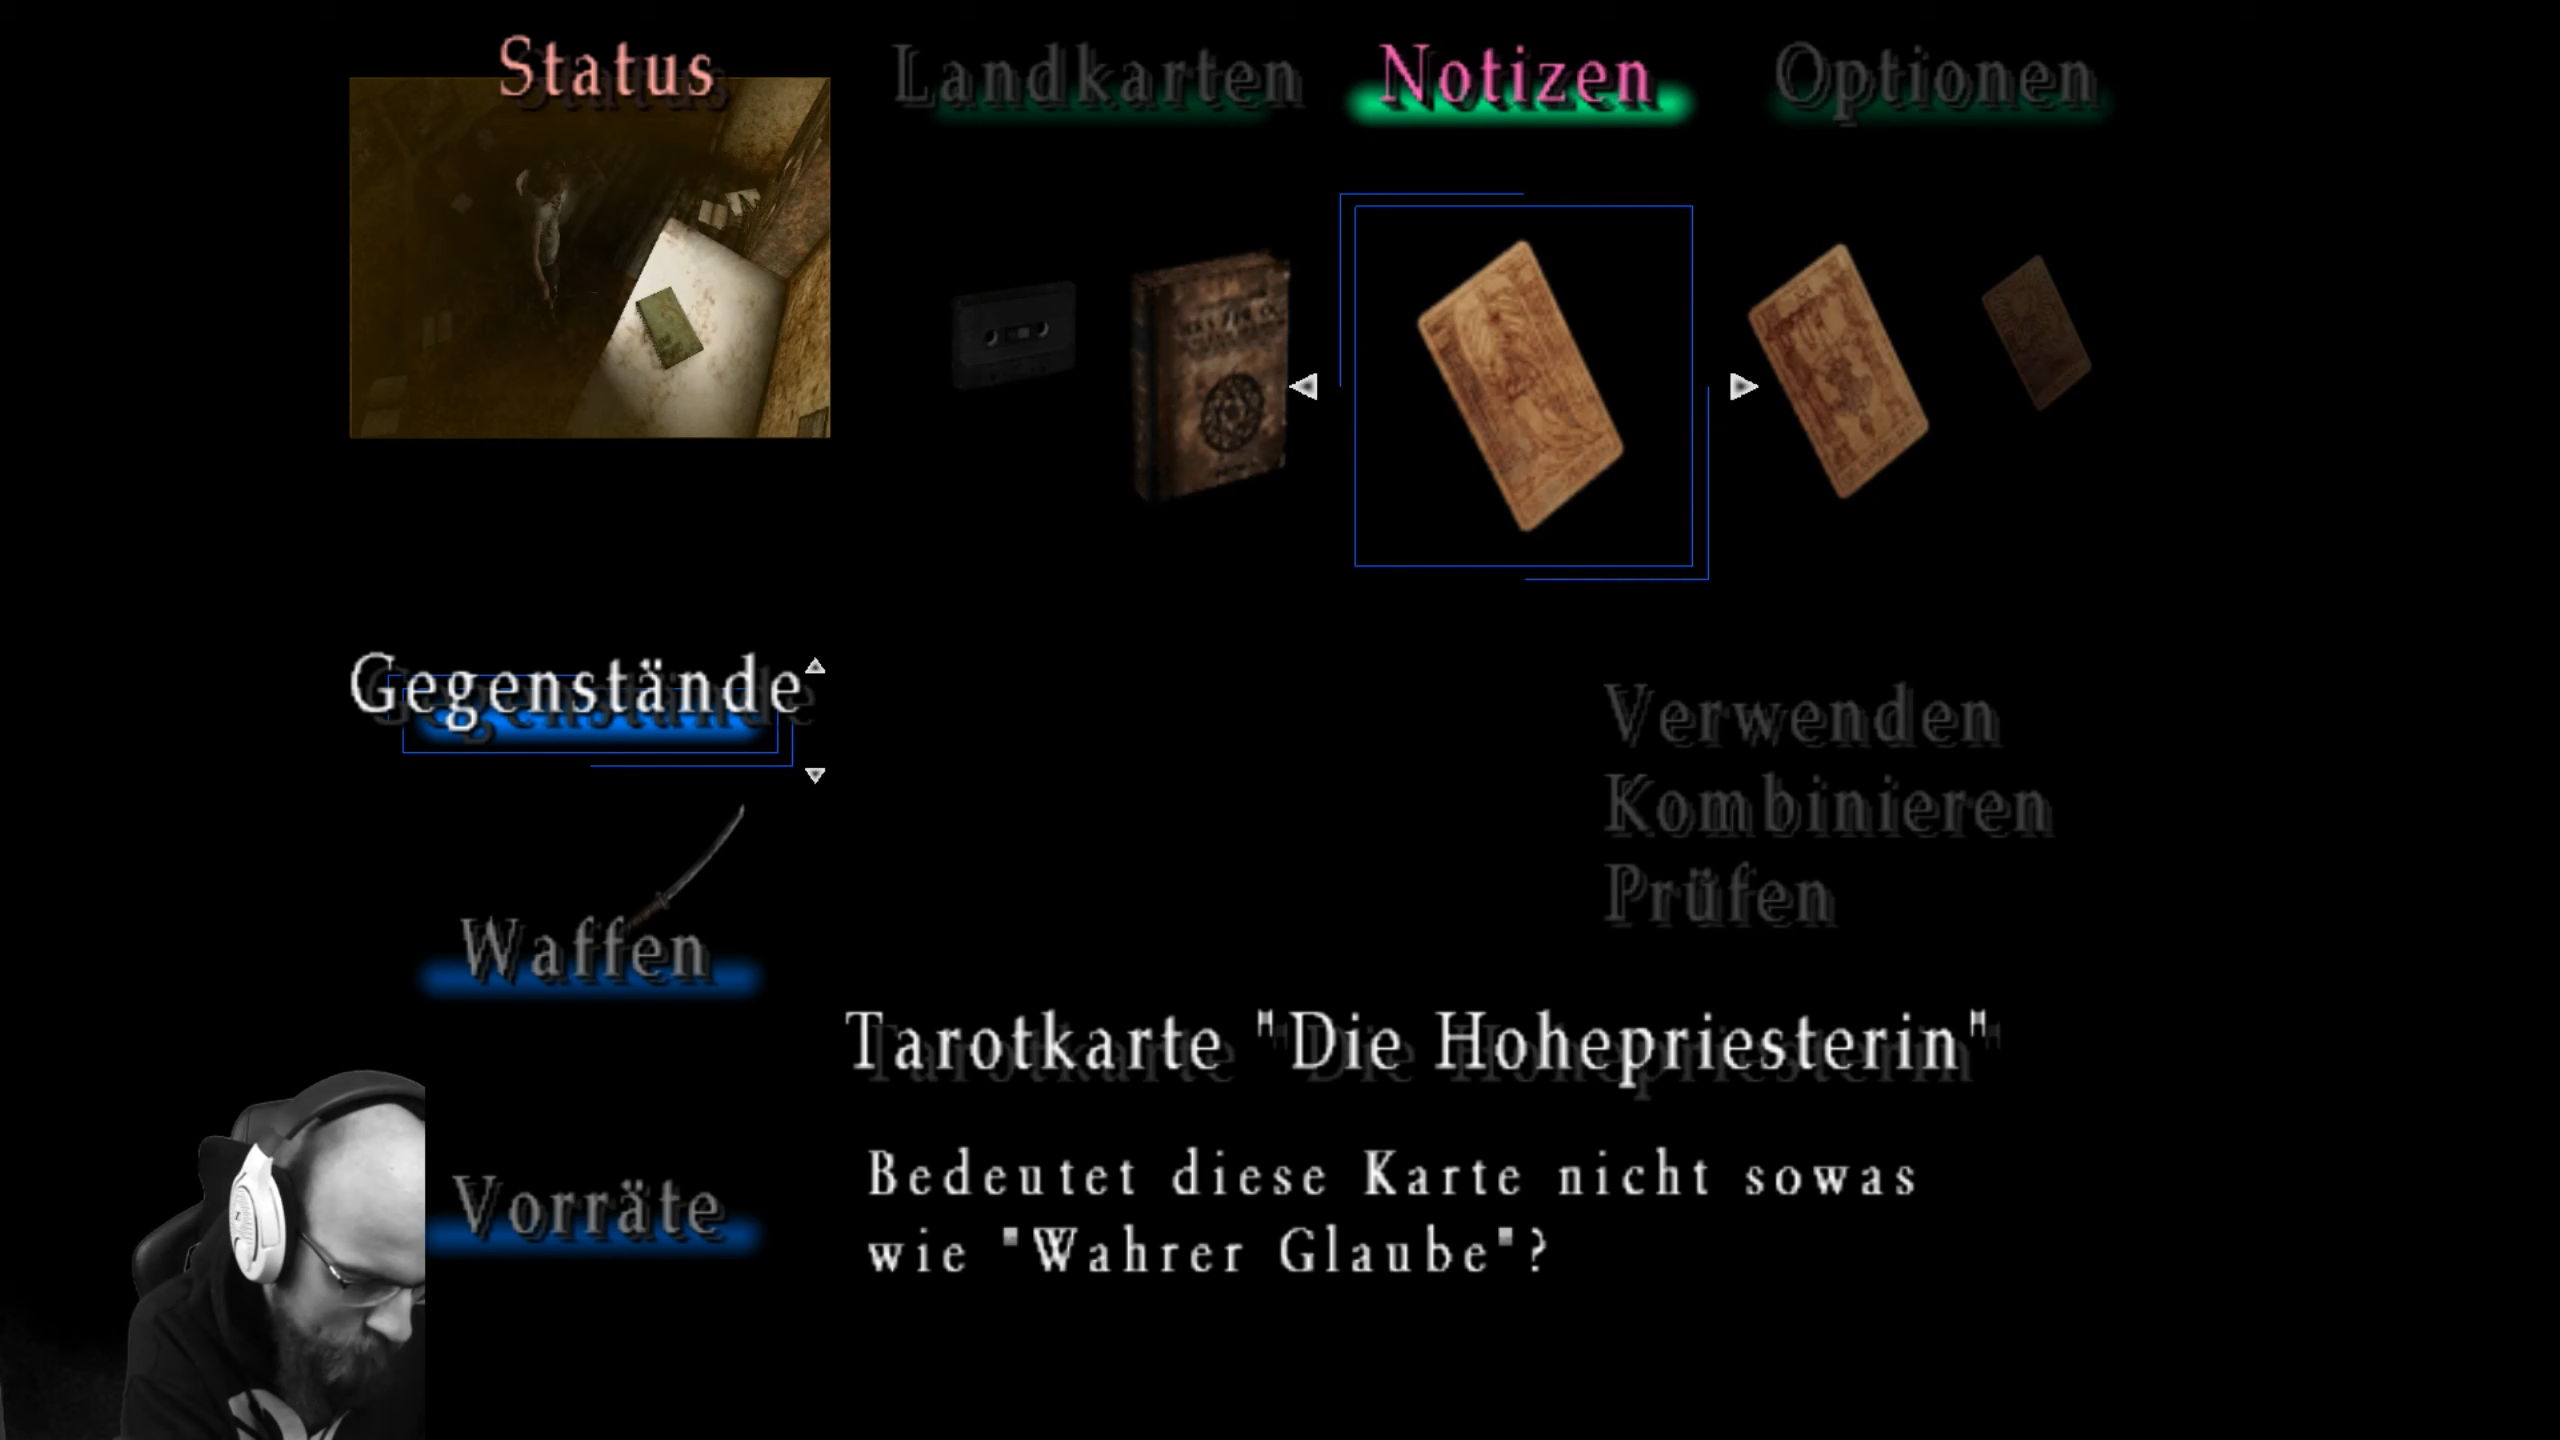 Status
Landkarten
Notizen
Optionen
Gegenstände
Verwenden
Kombinieren
Prüfen
Waffen
Tarotkarte "Die Hohepriesterin"
Vorräte
Bedeutet diese Karte nicht sowas
wie "Wahrer Glaube"?